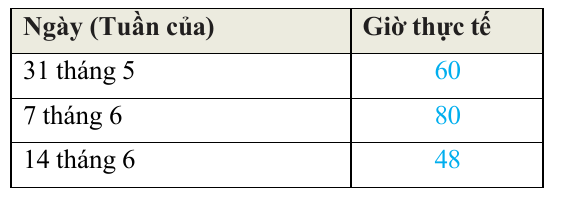 Ngày (Tuần của) Giờ thực tế
31 tháng 5 60
7 tháng 6 80
14 tháng 6 48